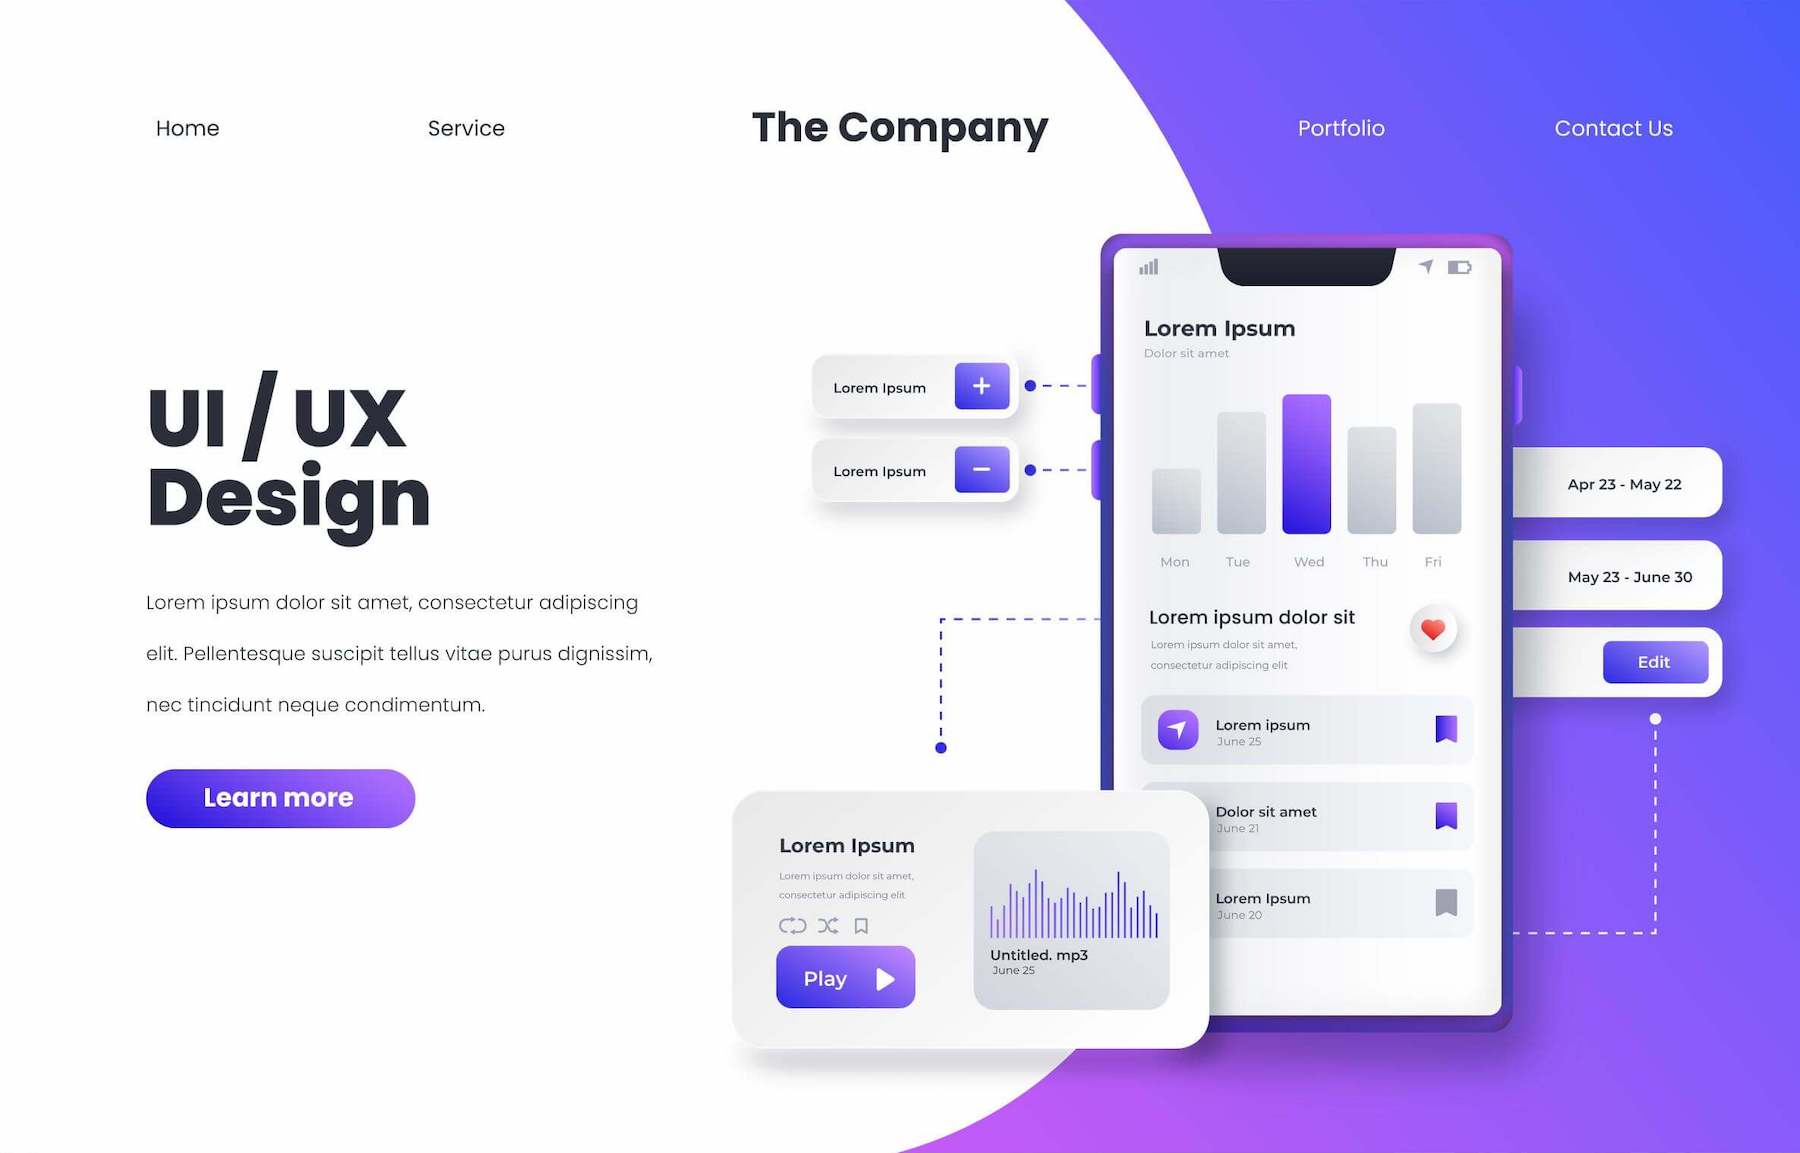 Home
Service
The Company
Portfolio
Contact Us
UI / UX
Design
Lorem ipsum dolor sit amet, consectetur adipiscing
elit. Pellentesque suscipit tellus vitae purus dignissim,
nec tincidunt neque condimentum.
Learn more
Lorem Ipsum
Lorem Ipsum
Lorem Ipsum
Dolor sit amet
Mon
Tue
Wed
Thu
Fri
Lorem ipsum dolor sit
Lorem ipsum dolor sit amet,
consectetur adipiscing elit
Lorem ipsum
June 25
Dolor sit amet
June 21
Lorem Ipsum
June 20
Apr 23 - May 22
May 23 - June 30
Edit
Lorem Ipsum
Lorem ipsum dolor sit amet,
consectetur adipiscing elit
Play
Untitled. mp3
June 25